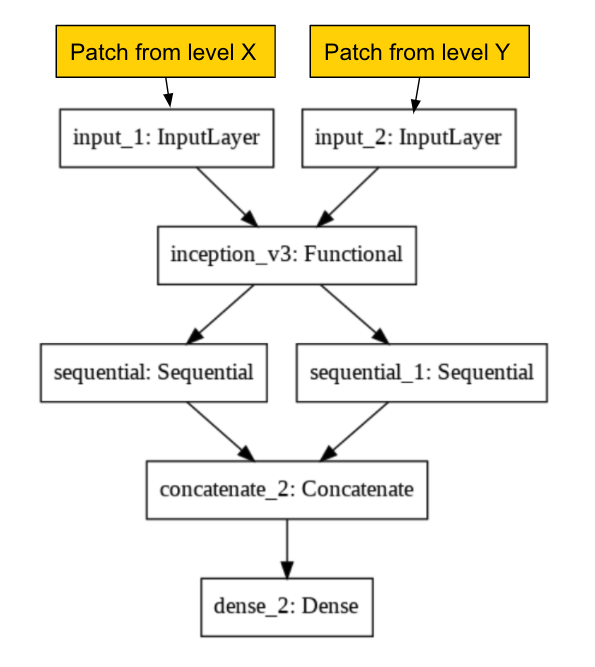 Patch from level X
Patch from level Y
input_1: InputLayer
input_2: InputLayer
inception_v3: Functional
sequential: Sequential
sequential_1: Sequential
concatenate_2: Concatenate
dense_2: Dense